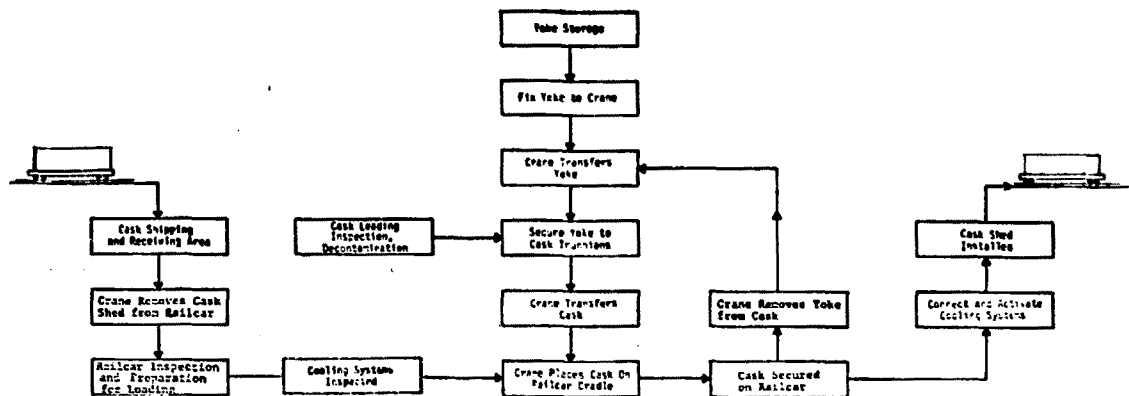 Yoke Storage
Fix Yoke to Crane
Crane Transfers
Yoke
Cask Shipping
and Receiving Area
Cask Loading
Inspection,
Decontamination
Secure Yoke to
Cask Trunnions
Cask Shed
Installed
Crane Removes Cask
Shed from Railcar
Crane Transfers
Cask
Crane Removes Yoke
from Cask
Connect and Activate
Cooling Systems
Railcar Inspection
and Preparation
for Loading
Cooling Systems
Inspected
Crane Places Cask On
Railcar Cradle
Cask Secured
on Railcar